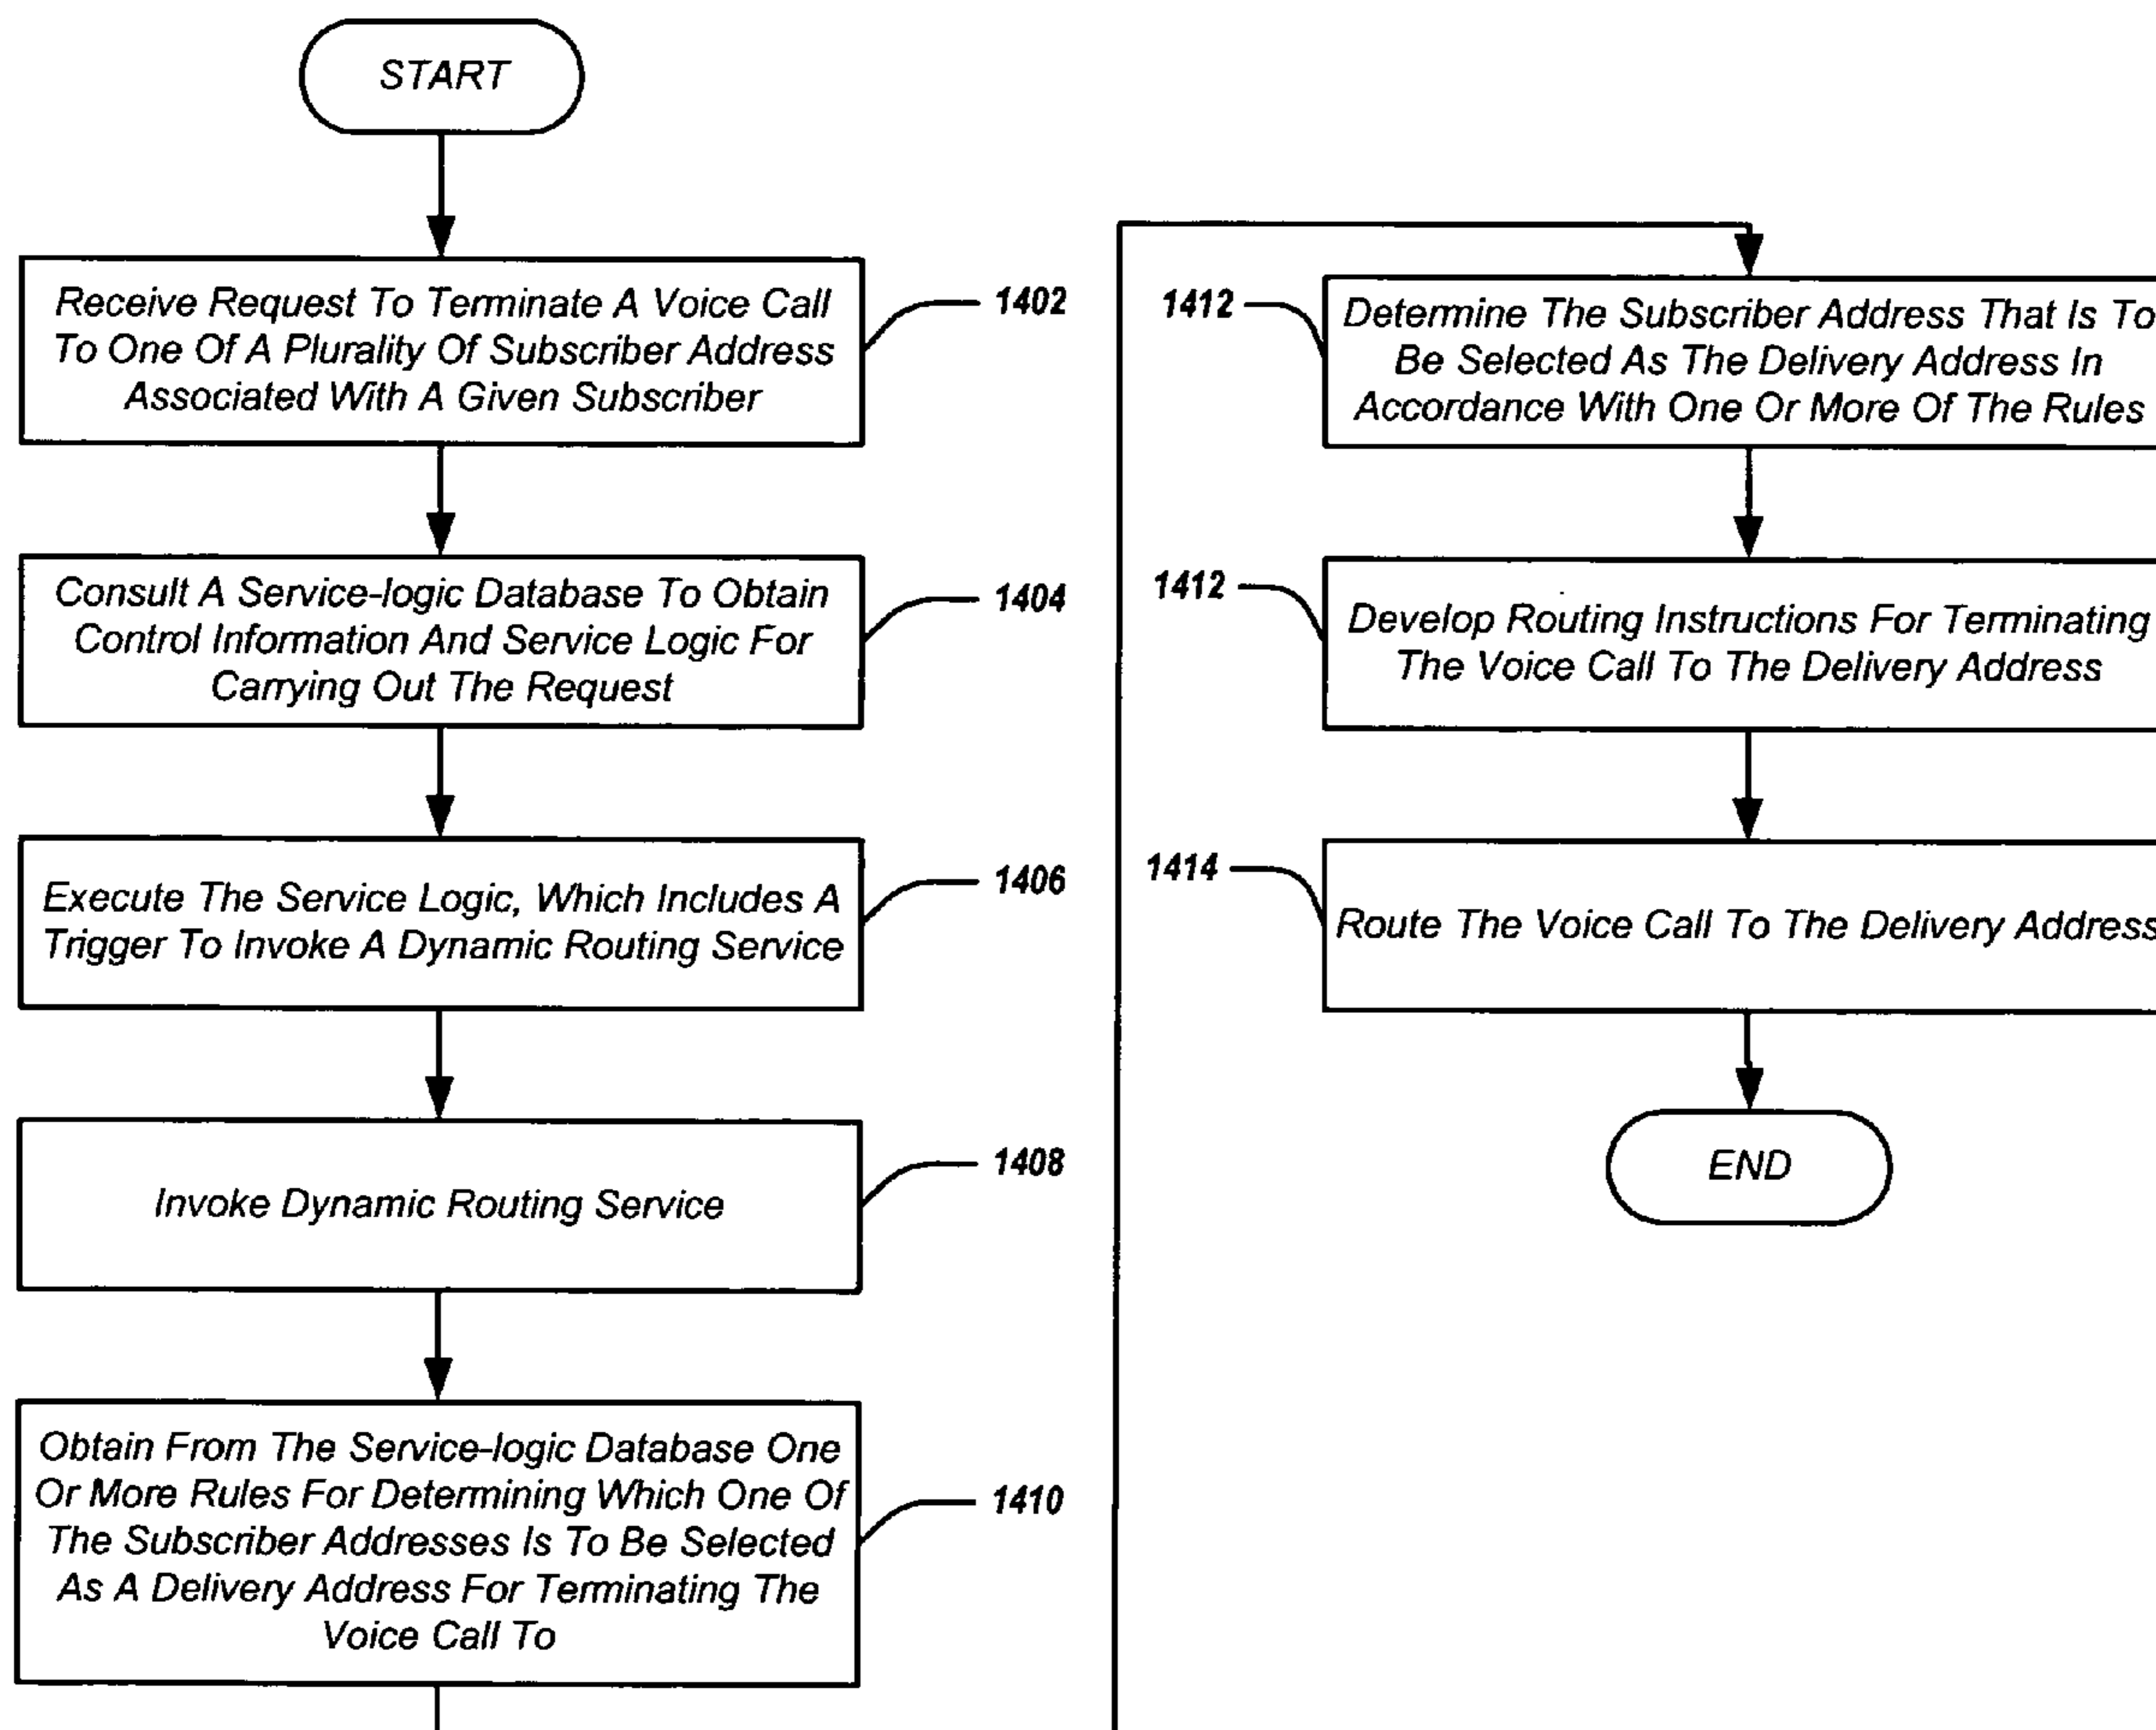 START
Receive Request To Terminate A Voice Call
To One Of A Plurality Of Subscriber Address
Associated With A Given Subscriber
1402
Consult A Service-logic Database To Obtain
Control Information And Service Logic For
Carrying Out The Request
1404
Execute The Service Logic, Which Includes A
Trigger To Invoke A Dynamic Routing Service
1406
Invoke Dynamic Routing Service
1408
Obtain From The Service-logic Database One
Or More Rules For Determining Which One Of
The Subscriber Addresses Is To Be Selected
As A Delivery Address For Terminating The
Voice Call To
1410
1412
Determine The Subscriber Address That Is To
Be Selected As The Delivery Address In
Accordance With One Or More Of The Rules
1412
Develop Routing Instructions For Terminating
The Voice Call To The Delivery Address
1414
Route The Voice Call To The Delivery Address
END